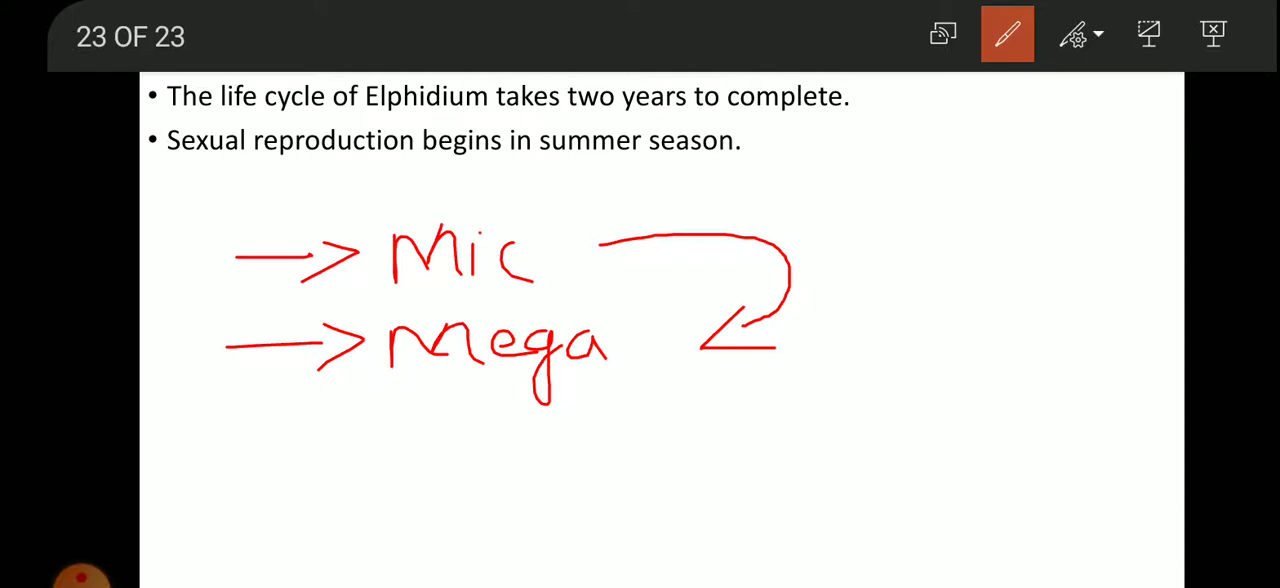 23 OF 23
• The life cycle of Elphidium takes two years to complete.
• Sexual reproduction begins in summer season.
→ Mic
→ Mega